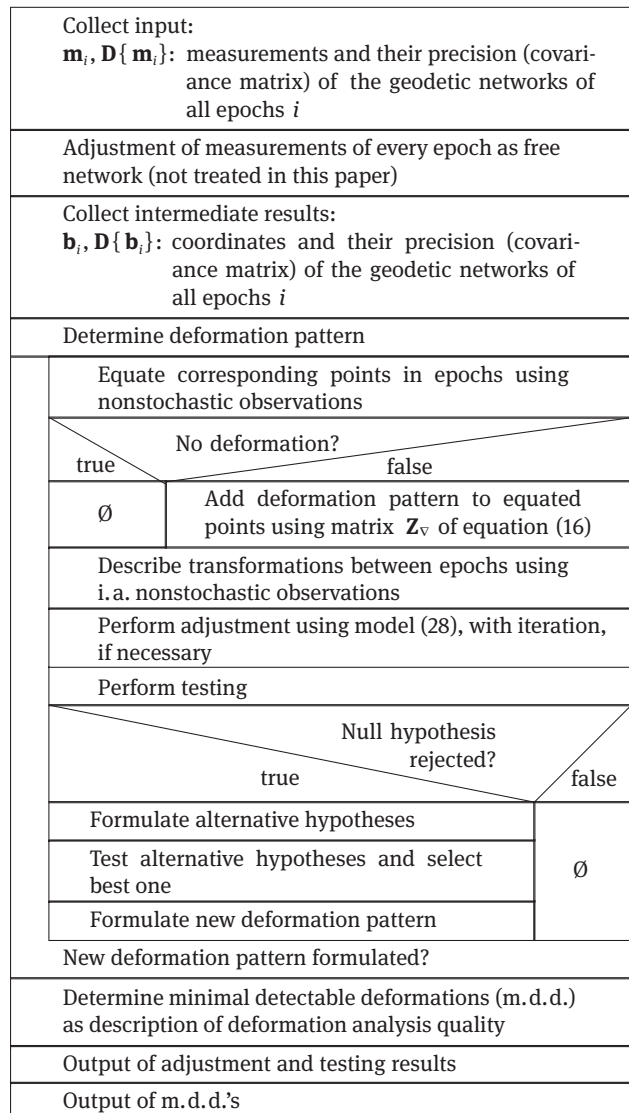 Collect input:
m_i, D{m_i}: measurements and their precision (covari-
ance matrix) of the geodetic networks of
all epochs i
Adjustment of measurements of every epoch as free
network (not treated in this paper)
Collect intermediate results:
b_i, D{b_i}: coordinates and their precision (covari-
ance matrix) of the geodetic networks of
all epochs i
Determine deformation pattern
Equate corresponding points in epochs using
nonstochastic observations
No deformation?
true
false
Ø
Add deformation pattern to equated
points using matrix Z_∇ of equation (16)
Describe transformations between epochs using
i.a. nonstochastic observations
Perform adjustment using model (28), with iteration,
if necessary
Perform testing
Null hypothesis
rejected?
true
false
Formulate alternative hypotheses
Test alternative hypotheses and select
best one
Ø
Formulate new deformation pattern
New deformation pattern formulated?
Determine minimal detectable deformations (m.d.d.)
as description of deformation analysis quality
Output of adjustment and testing results
Output of m.d.d.'s